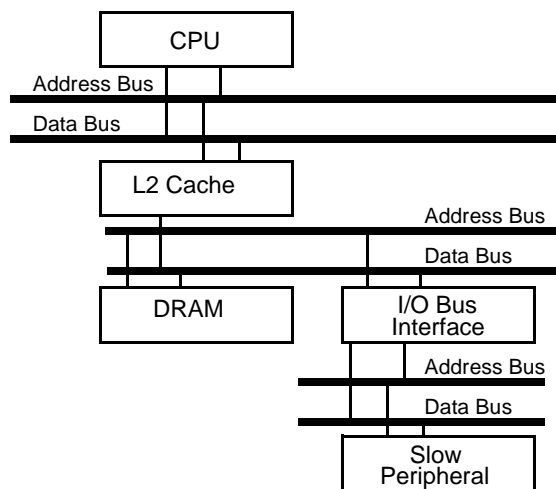 CPU
Address Bus
Data Bus
L2 Cache
Address Bus
Data Bus
DRAM
I/O Bus
Interface
Address Bus
Data Bus
Slow
Peripheral